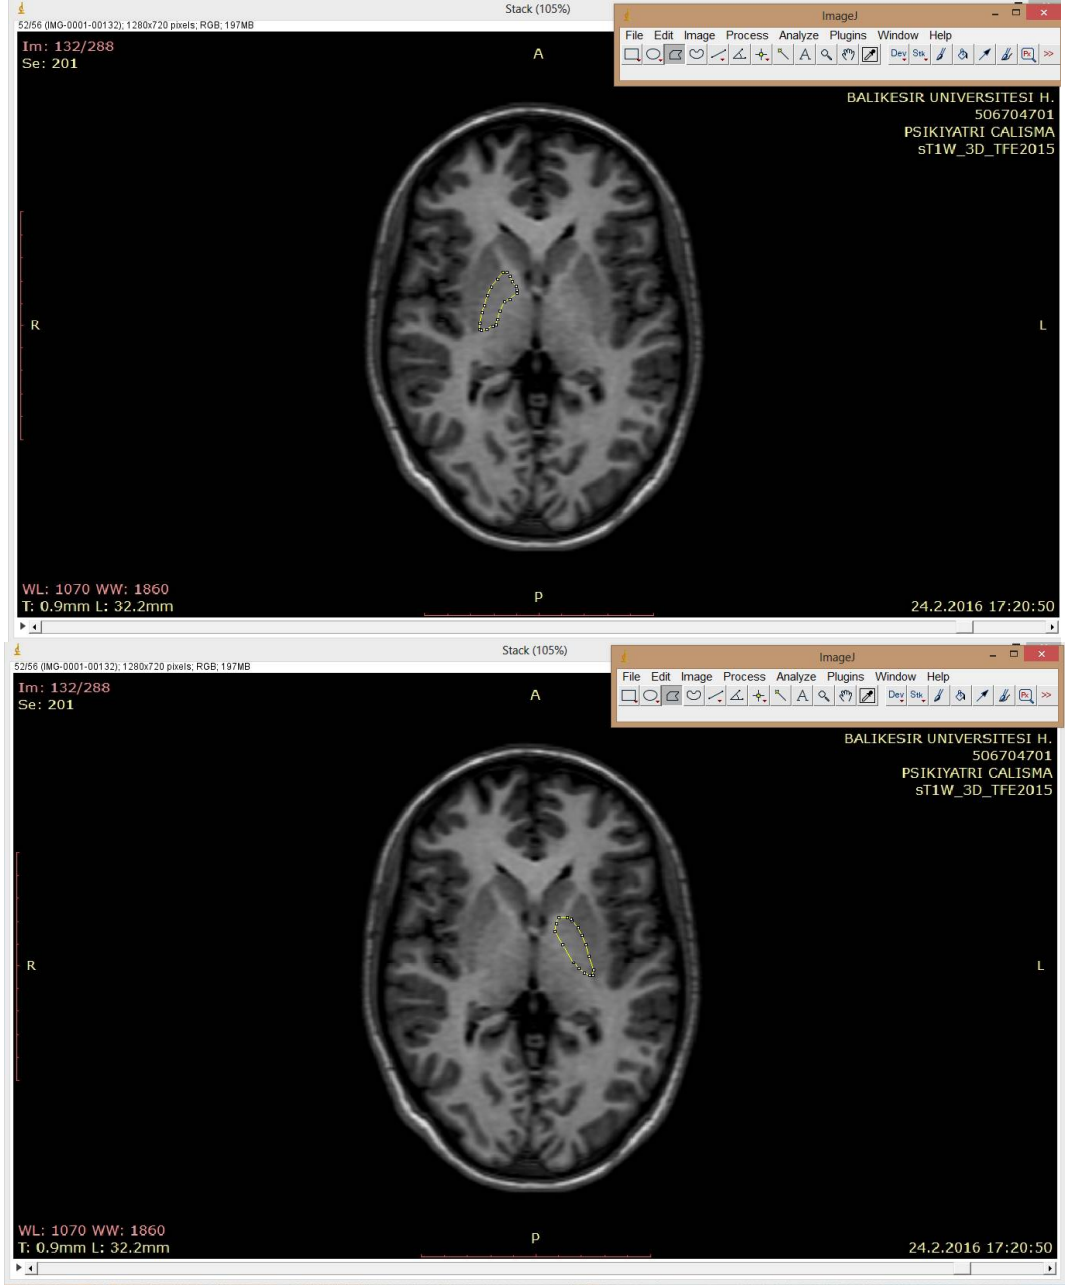 Stack (105%)
52/56 (IMG-0001-00132); 1280x720 pixels; RGB; 197MB
ImageJ
File Edit Image Process Analyze Plugins Window Help
A Dev Stk >>
Im: 132/288
Se: 201
A
BALIKESIR UNIVERSITESI H.
506704701
PSIKIYATRI CALISMA
sT1W_3D_TFE2015
R
L
WL: 1070 WW: 1860
T: 0.9mm L: 32.2mm
P
24.2.2016 17:20:50
Stack (105%)
52/56 (IMG-0001-00132); 1280x720 pixels; RGB; 197MB
ImageJ
File Edit Image Process Analyze Plugins Window Help
A Dev Stk >>
Im: 132/288
Se: 201
A
BALIKESIR UNIVERSITESI H.
506704701
PSIKIYATRI CALISMA
sT1W_3D_TFE2015
R
L
WL: 1070 WW: 1860
T: 0.9mm L: 32.2mm
P
24.2.2016 17:20:50